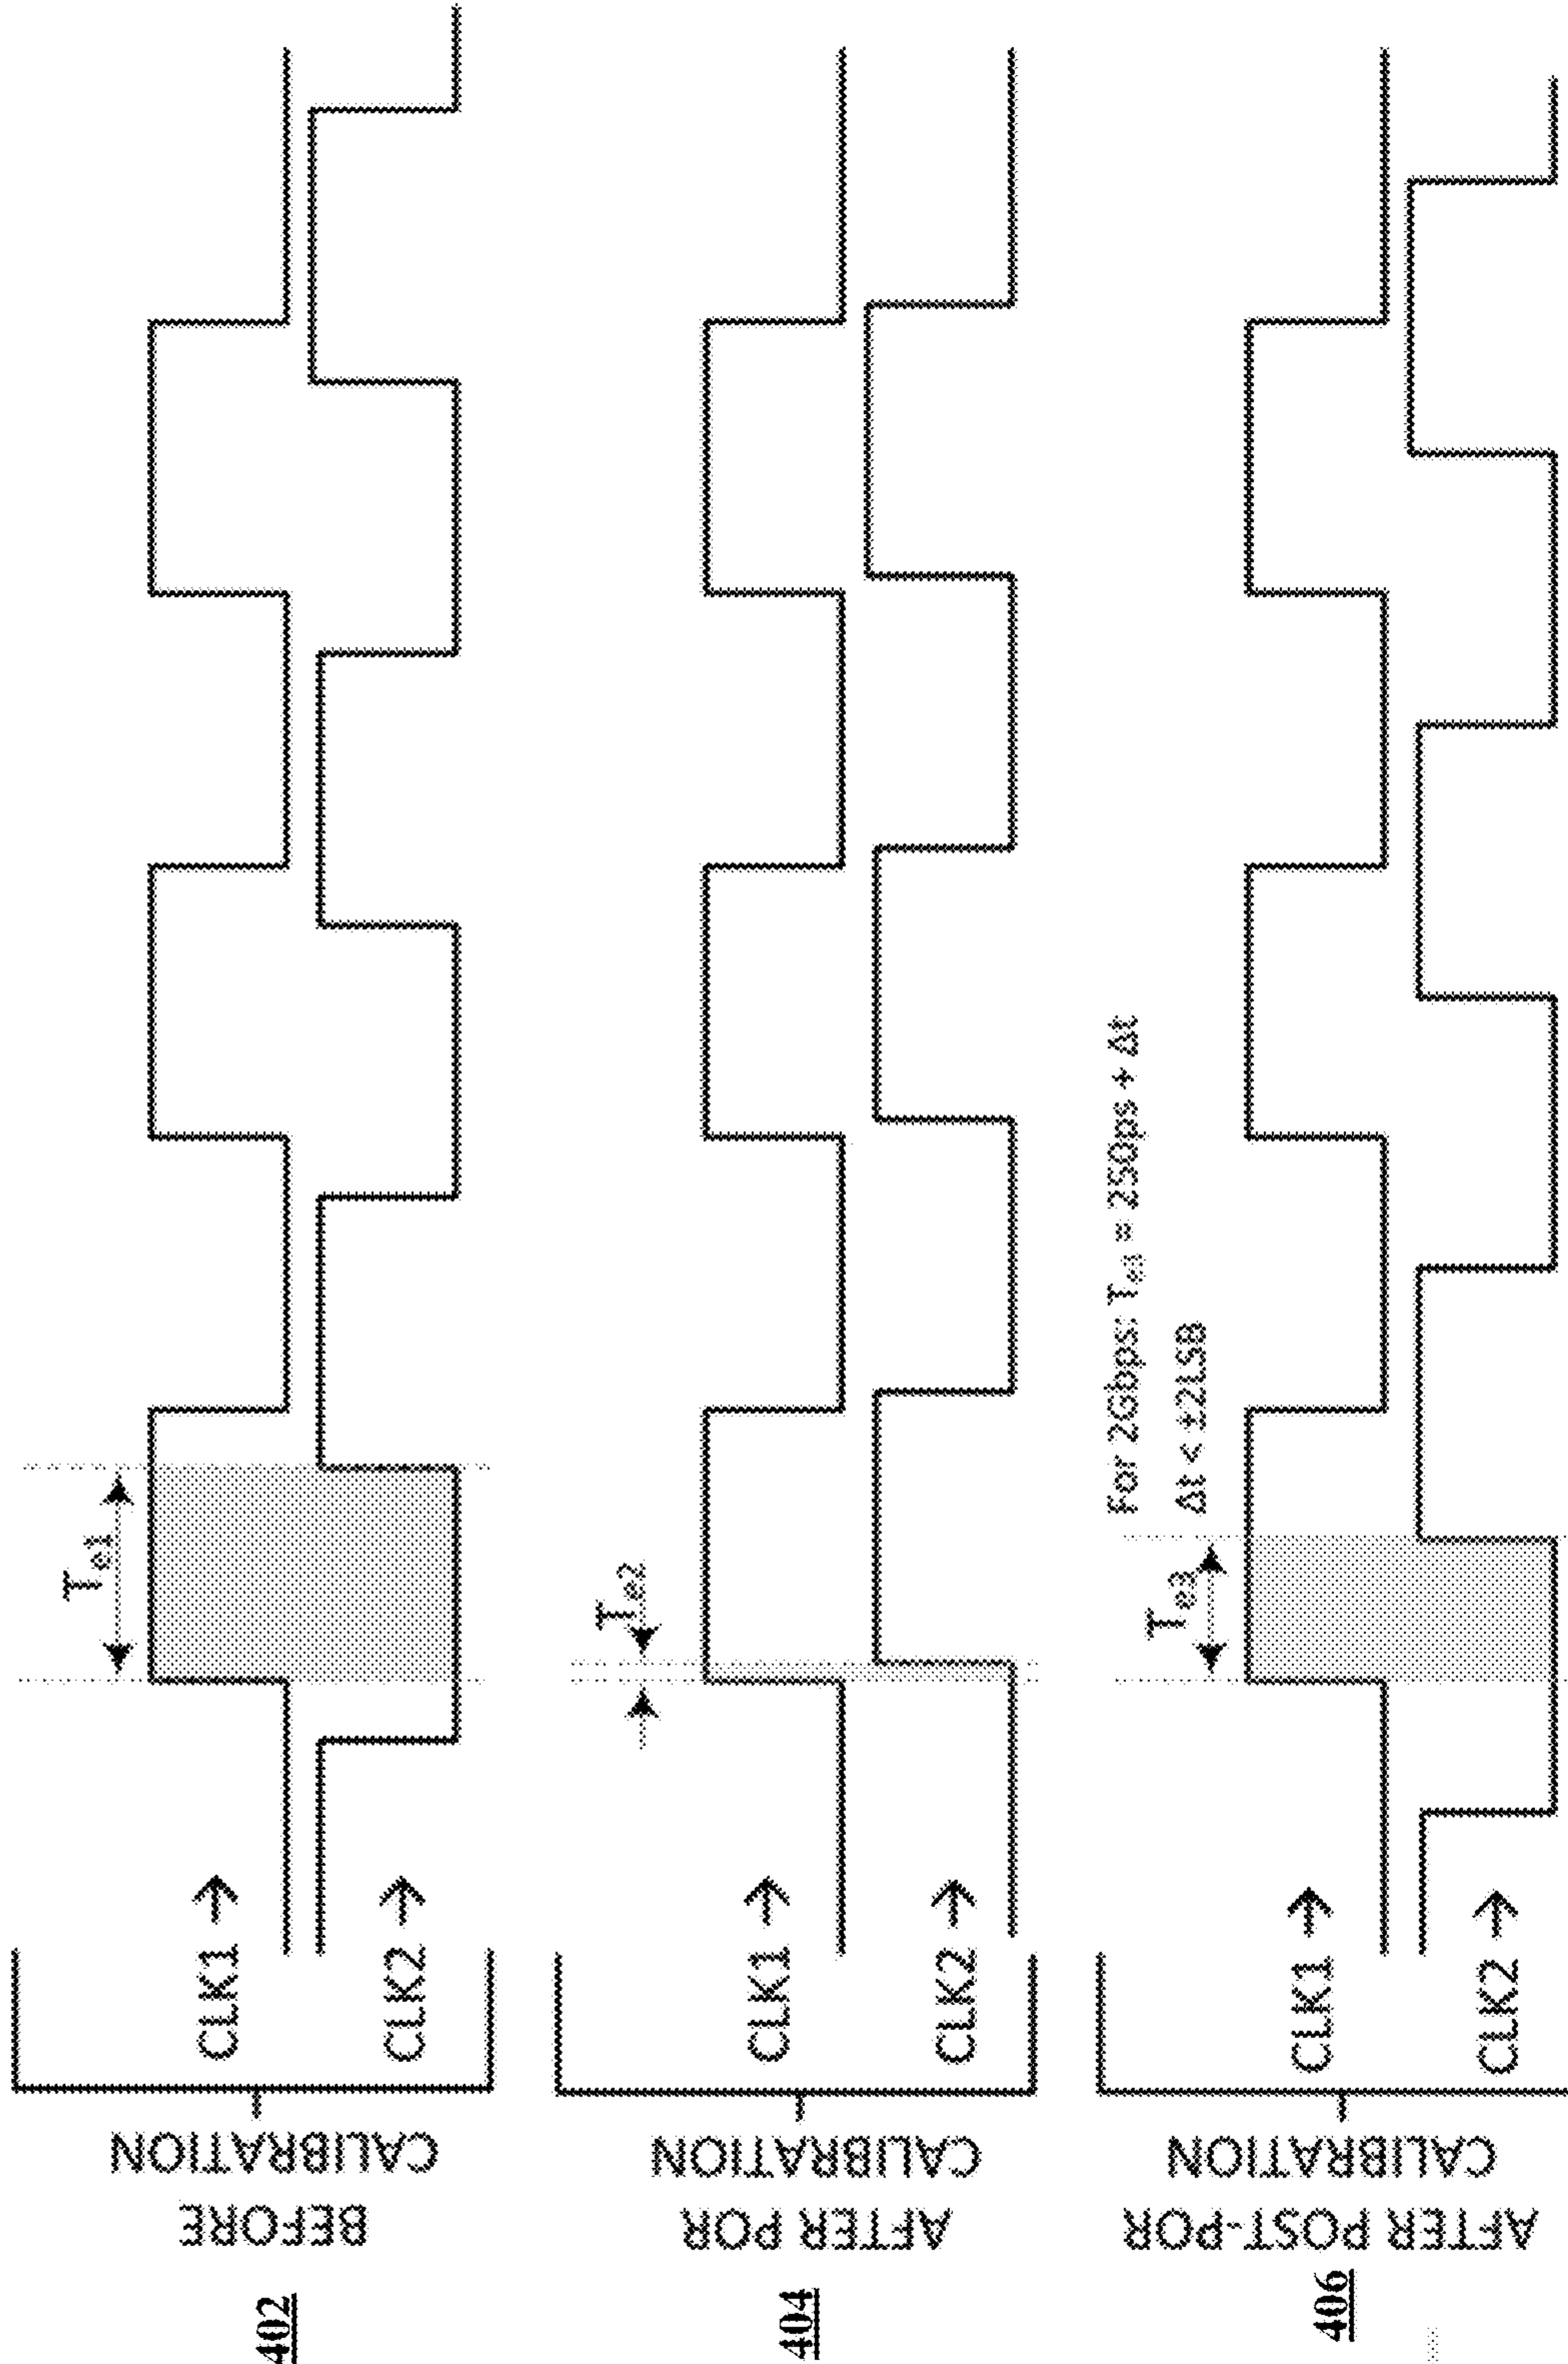 402
BEFORE
CALIBRATION
CLK1 →
CLK2 →
Te1
404
AFTER POR
CALIBRATION
CLK1 →
CLK2 →
Te2
406
AFTER POST-POR
CALIBRATION
CLK1 →
CLK2 →
Te3
For 2Gbps: Te3 = 250ps + Δt
Δt < ±2LSB